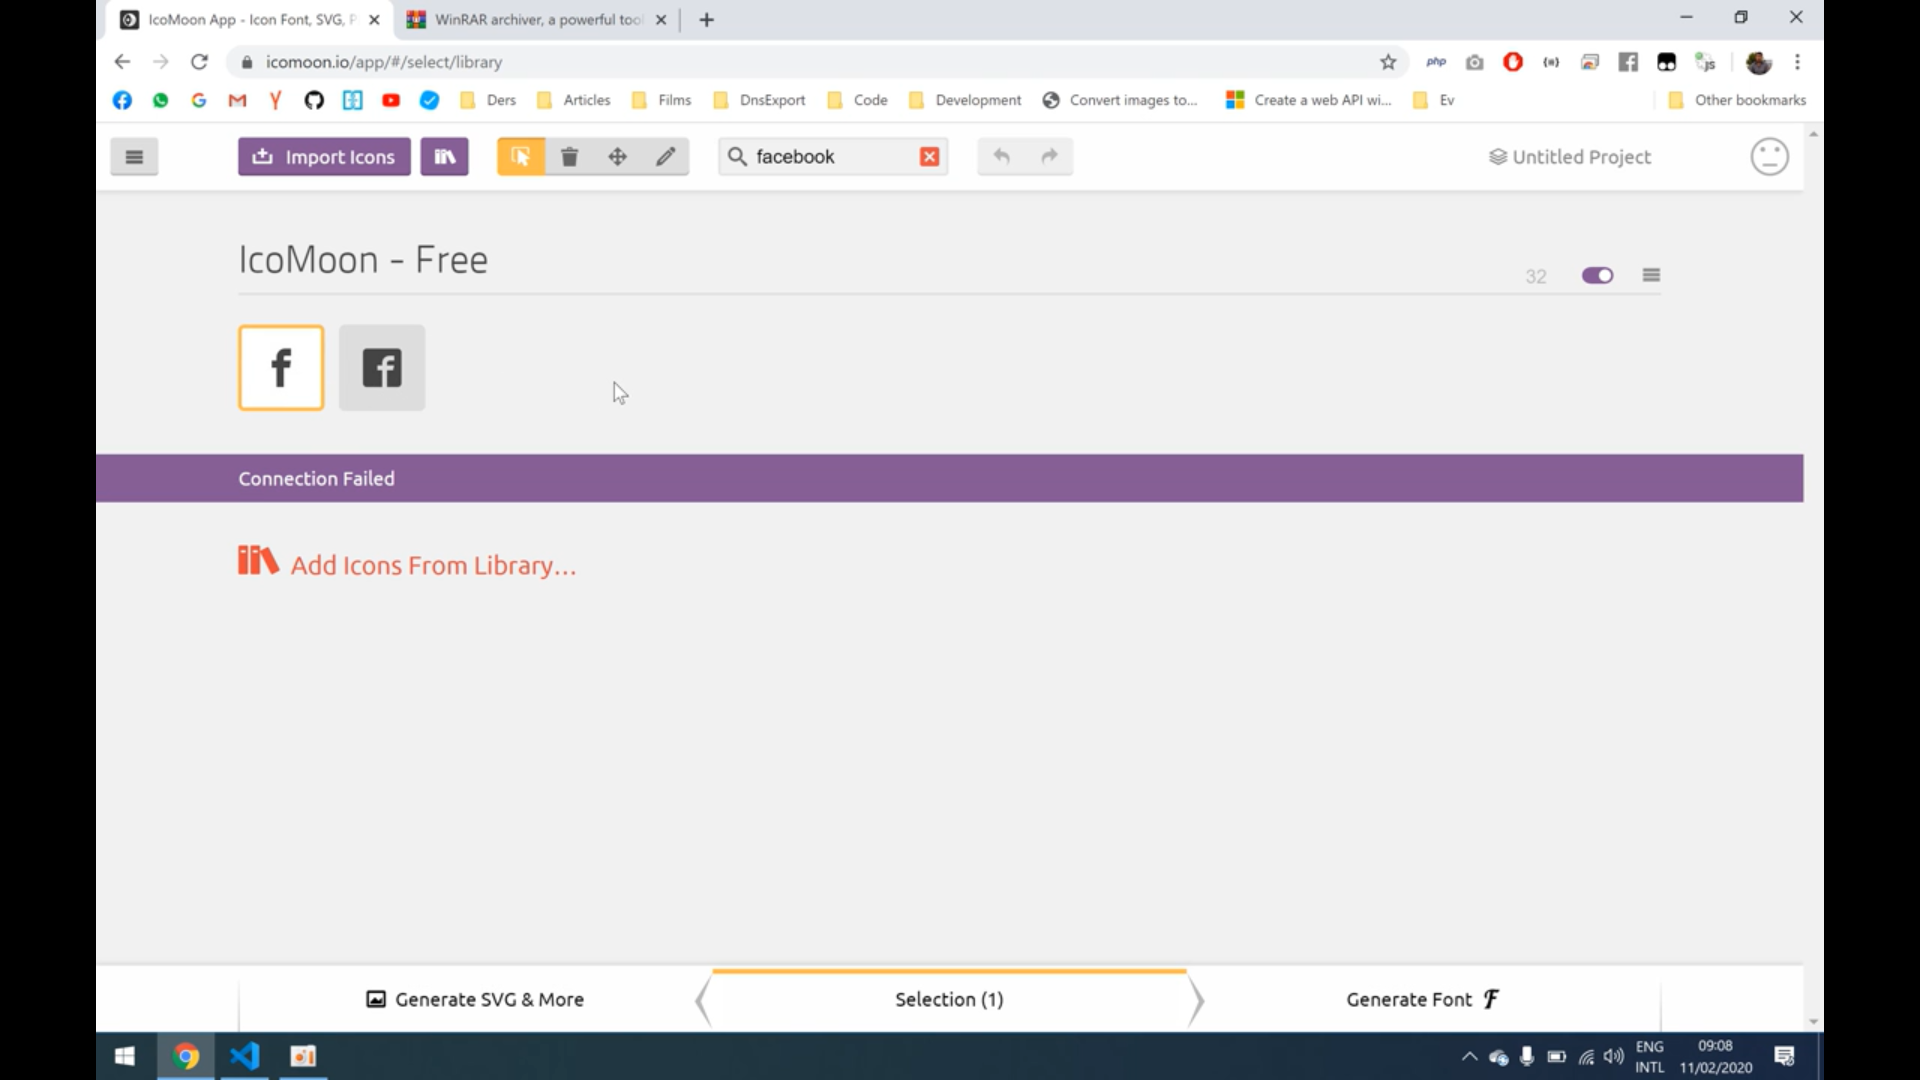 IcoMoon App - Icon Font, SVG, P
WinRAR archiver, a powerful too
icomoon.io/app/#/select/library
php
js
Ders
Articles
Films
DnsExport
Code
Development
Convert images to...
Create a web API wi...
Ev
Other bookmarks
Import Icons
facebook
Untitled Project
IcoMoon - Free
32
Connection Failed
Add Icons From Library...
Generate SVG & More
Selection (1)
Generate Font
ENG
INTL
09:08
11/02/2020